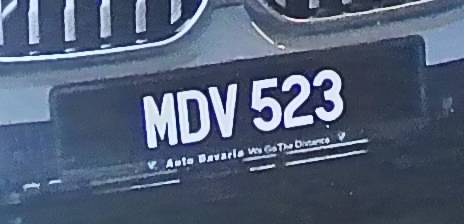 MDV 523
Auto Bavaria We Go The Distance